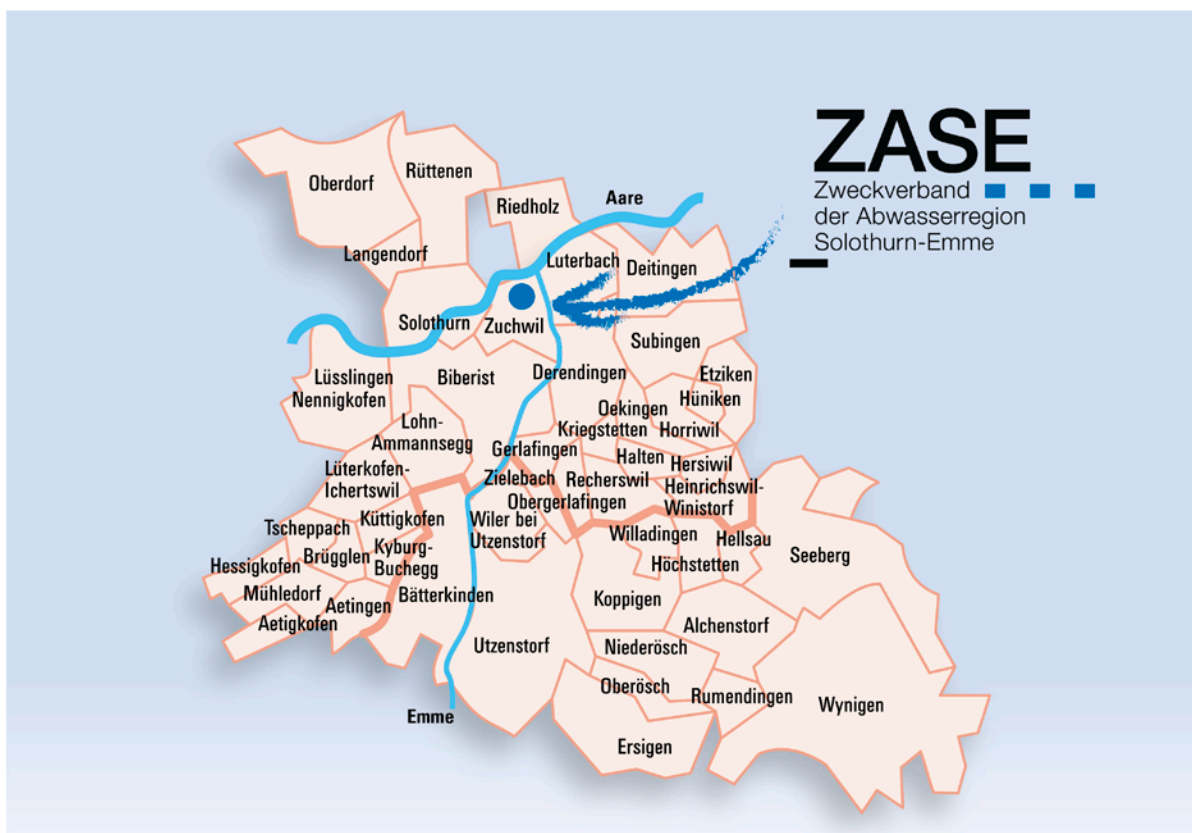 ZASE
Zweckverband
der Abwasserregion
Solothurn-Emme
Oberdorf
Rüttenen
Riedholz
Aare
Langendorf
Luterbach
Deitingen
Solothurn
Zuchwil
Subingen
Lüsslingen
Nennigkofen
Biberist
Derendingen
Etziken
Hüniken
Oekingen
Kriegstetten
Horriwil
Lohn-
Ammannsegg
Gerlafingen
Halten
Hersiwil
Lüterkofen-
Ichertswil
Zielebach
Recherswil
Heinrichswil-
Winistorf
Obergerlafingen
Tscheppach
Küttigkofen
Wiler bei
Utzenstorf
Willadingen
Hellsau
Seeberg
Hessigkofen
Brügglen
Kyburg-
Buchegg
Höchstetten
Mühledorf
Aetingen
Bätterkinden
Koppigen
Aetigkofen
Alchenstorf
Utzenstorf
Niederösch
Oberösch
Rumendingen
Wynigen
Emme
Ersigen